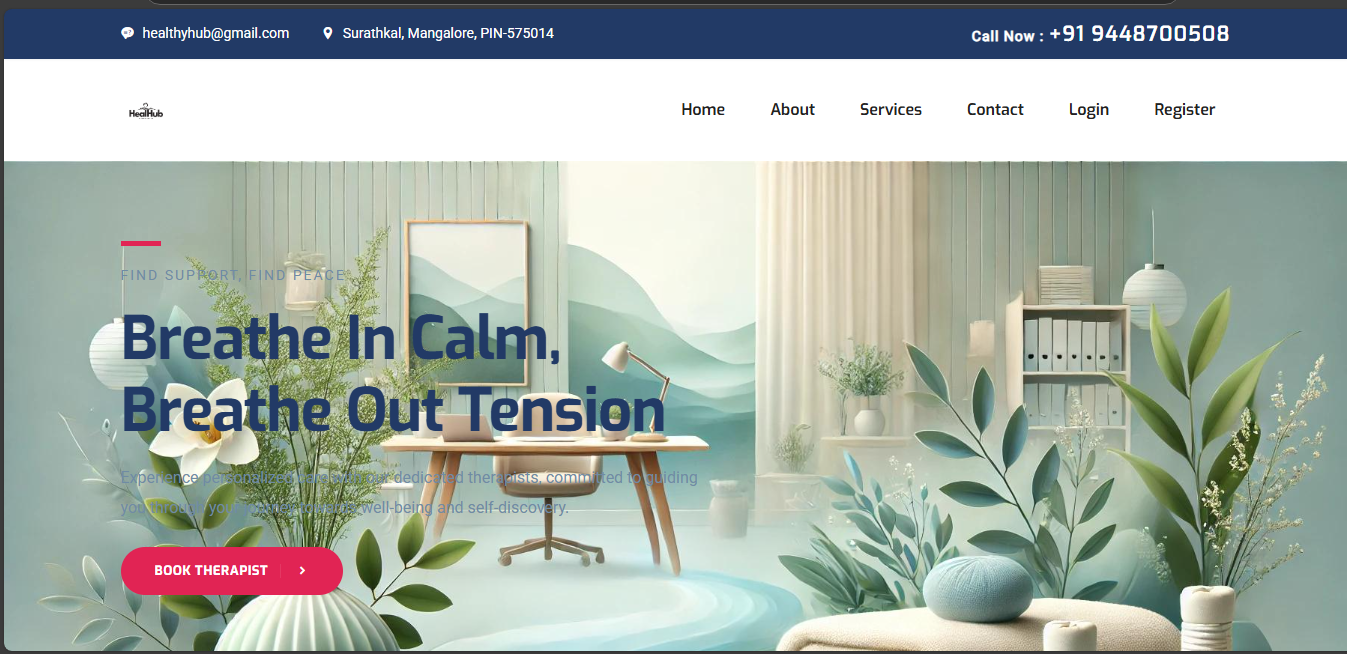 healthyhub@gmail.com
Surathkal, Mangalore, PIN-575014
Call Now : +91 9448700508
HealHub
Home
About
Services
Contact
Login
Register
FIND SUPPORT, FIND PEACE
Breathe In Calm,
Breathe Out Tension
Experience personalized care with our dedicated therapists, committed to guiding
you through your journey towards well-being and self-discovery.
BOOK THERAPIST